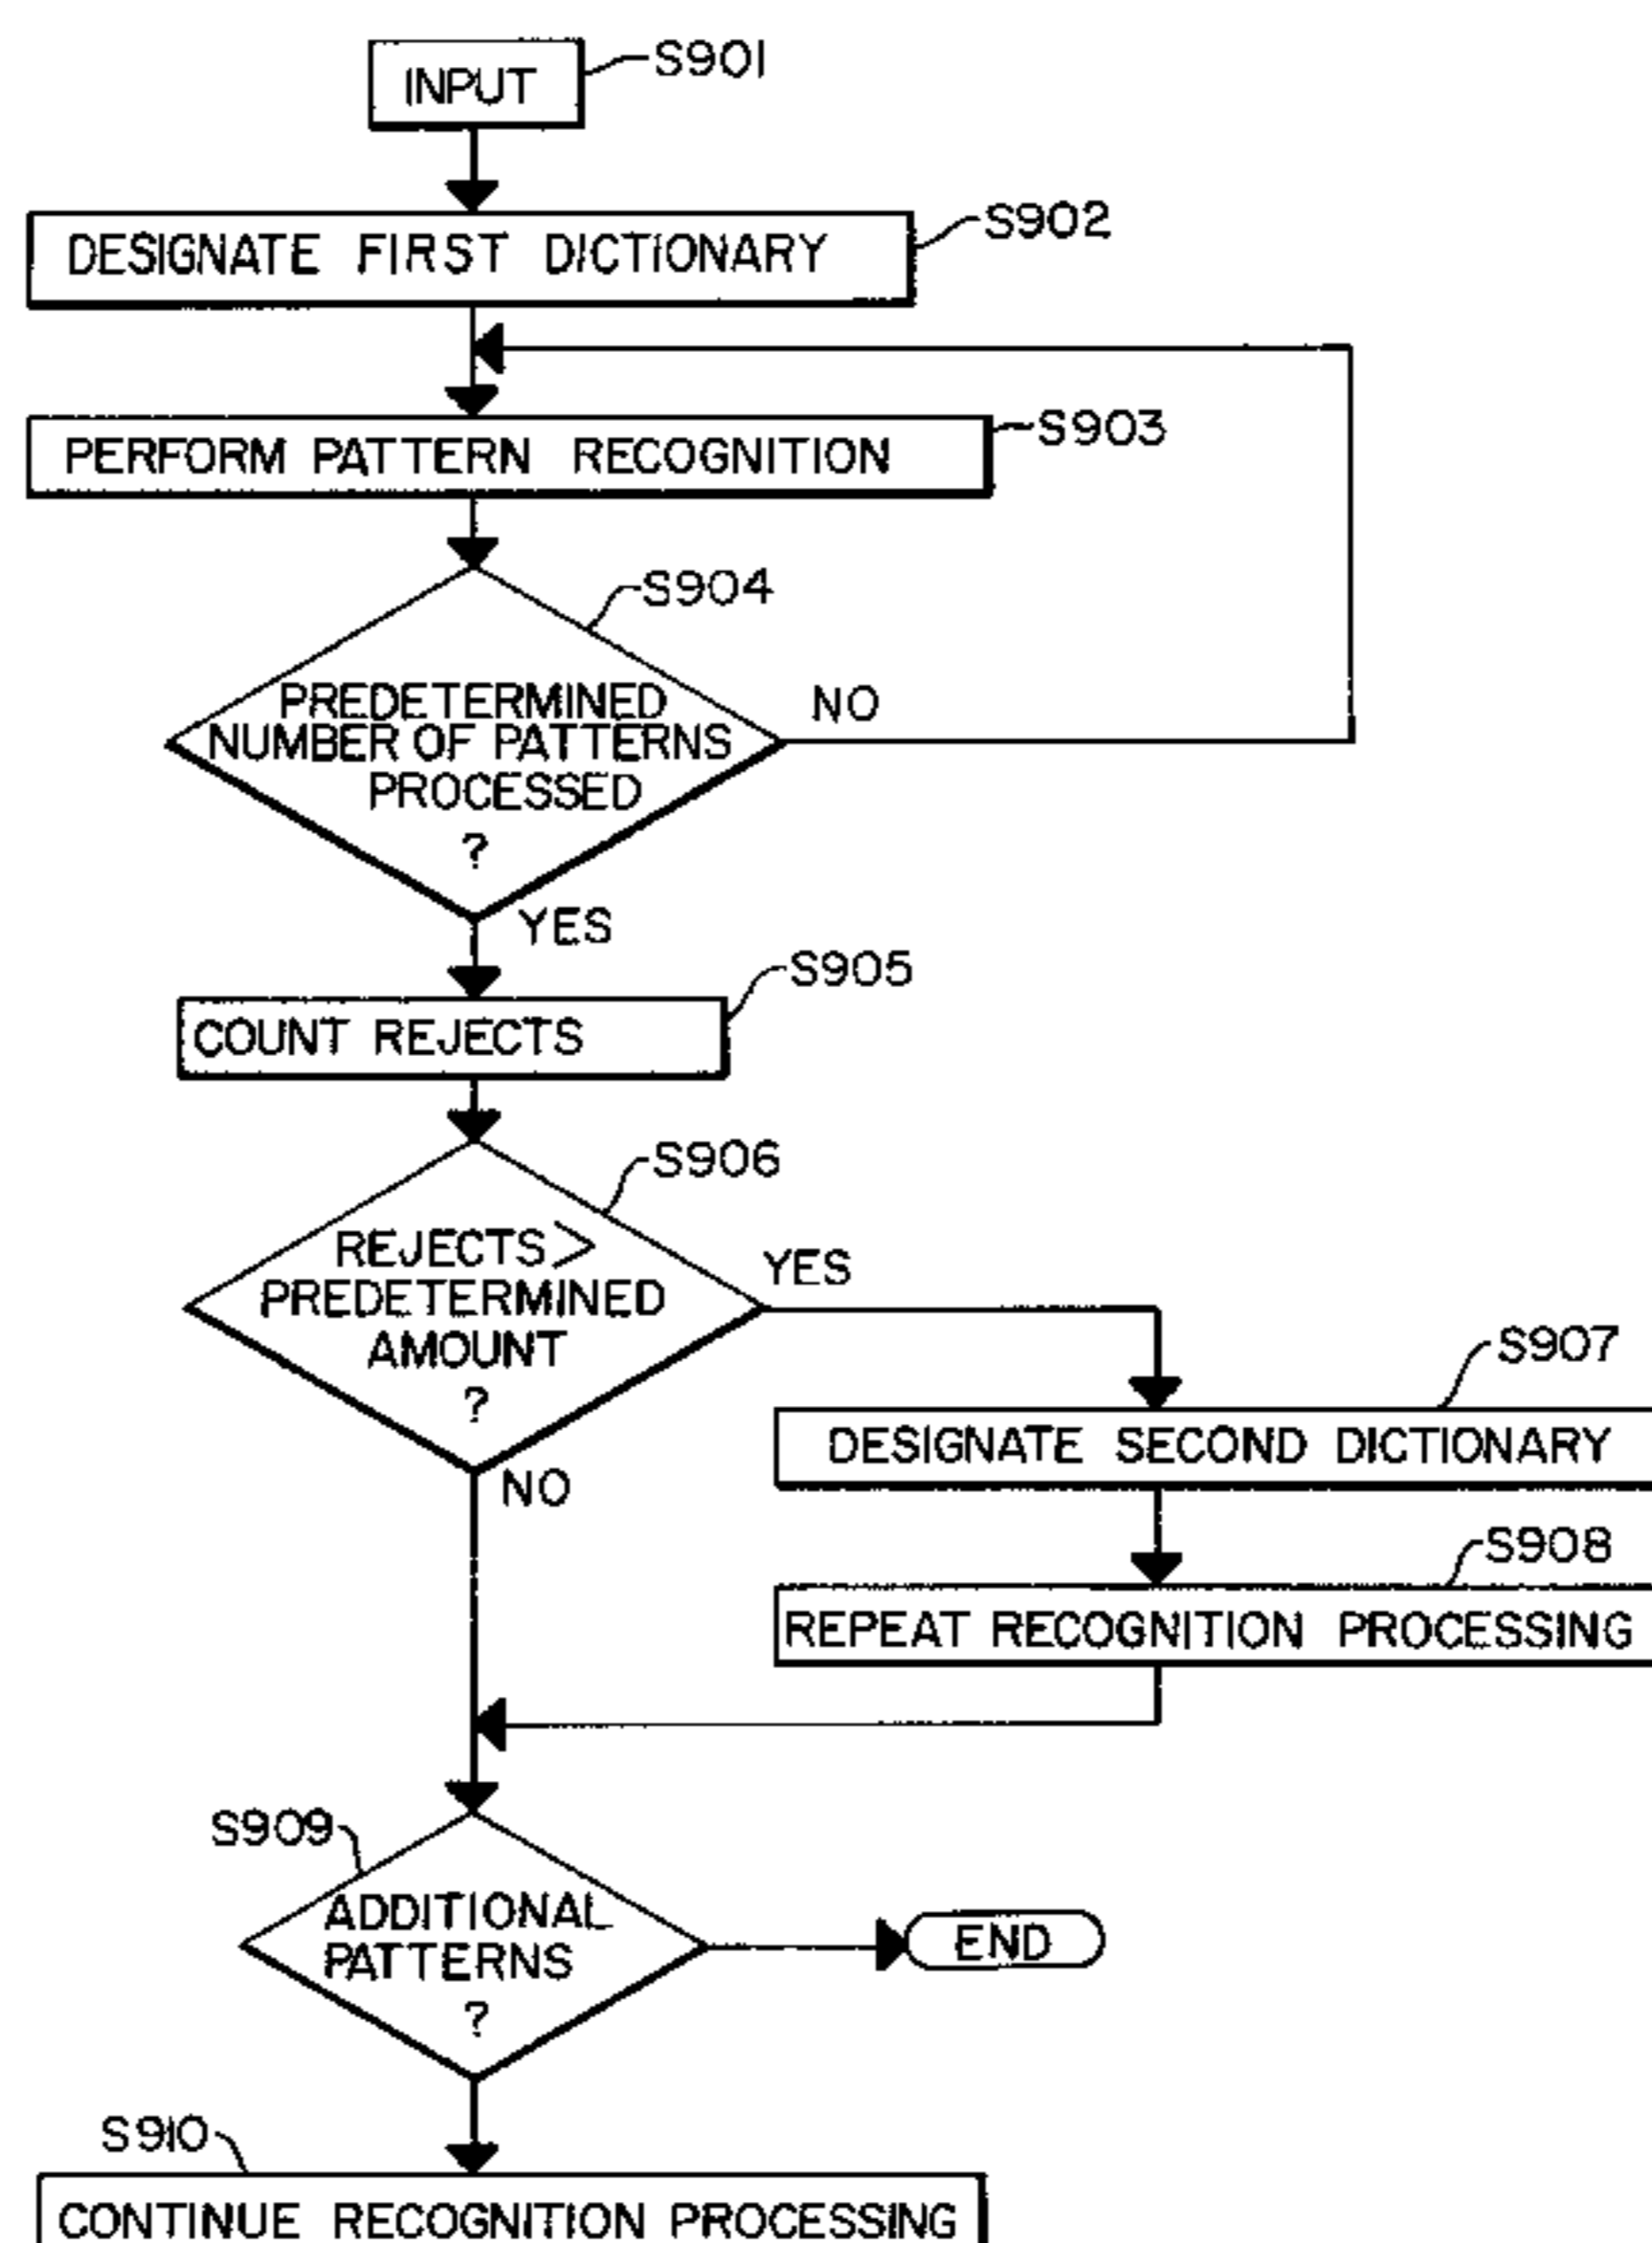 INPUT
S901
DESIGNATE FIRST DICTIONARY
S902
PERFORM PATTERN RECOGNITION
S903
S904
PREDETERMINED
NUMBER OF PATTERNS
PROCESSED
?
NO
YES
COUNT REJECTS
S905
S906
REJECTS >
PREDETERMINED
AMOUNT
?
YES
NO
S907
DESIGNATE SECOND DICTIONARY
S908
REPEAT RECOGNITION PROCESSING
S909
ADDITIONAL
PATTERNS
?
END
S910
CONTINUE RECOGNITION PROCESSING